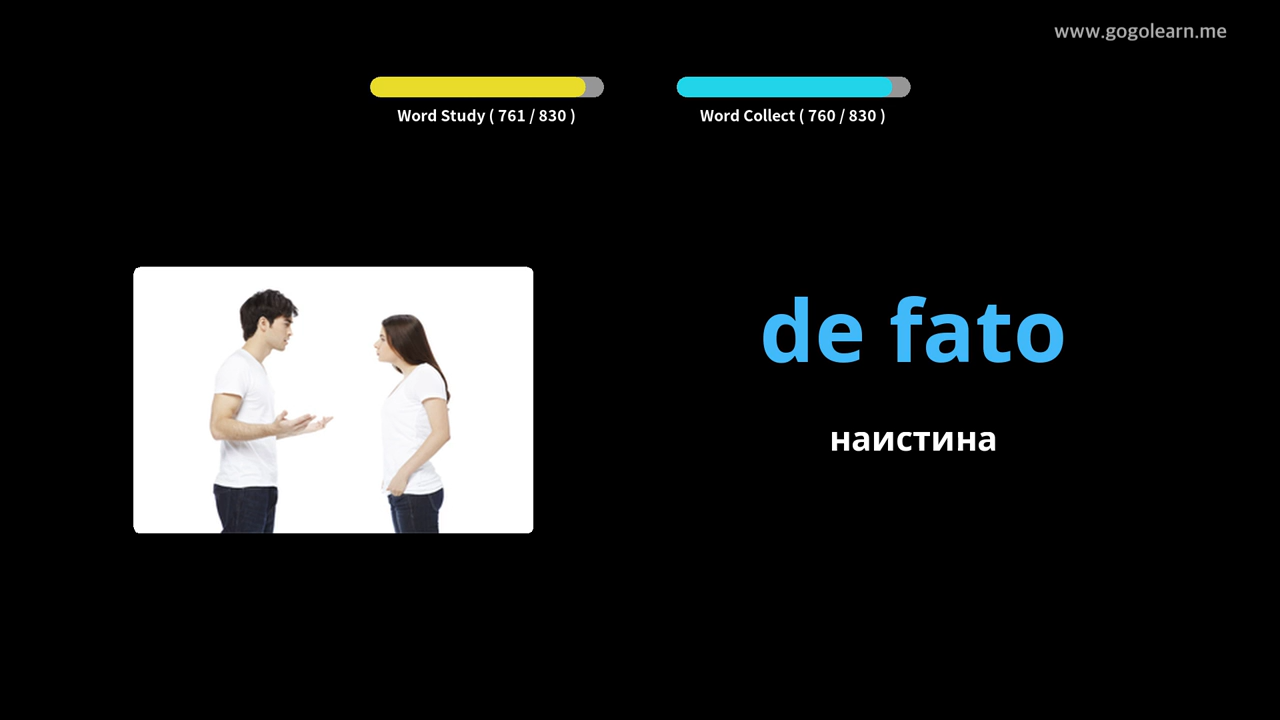 www.gogolearn.me
Word Study ( 761 / 830 )
Word Collect ( 760 / 830 )
de fato
наистина